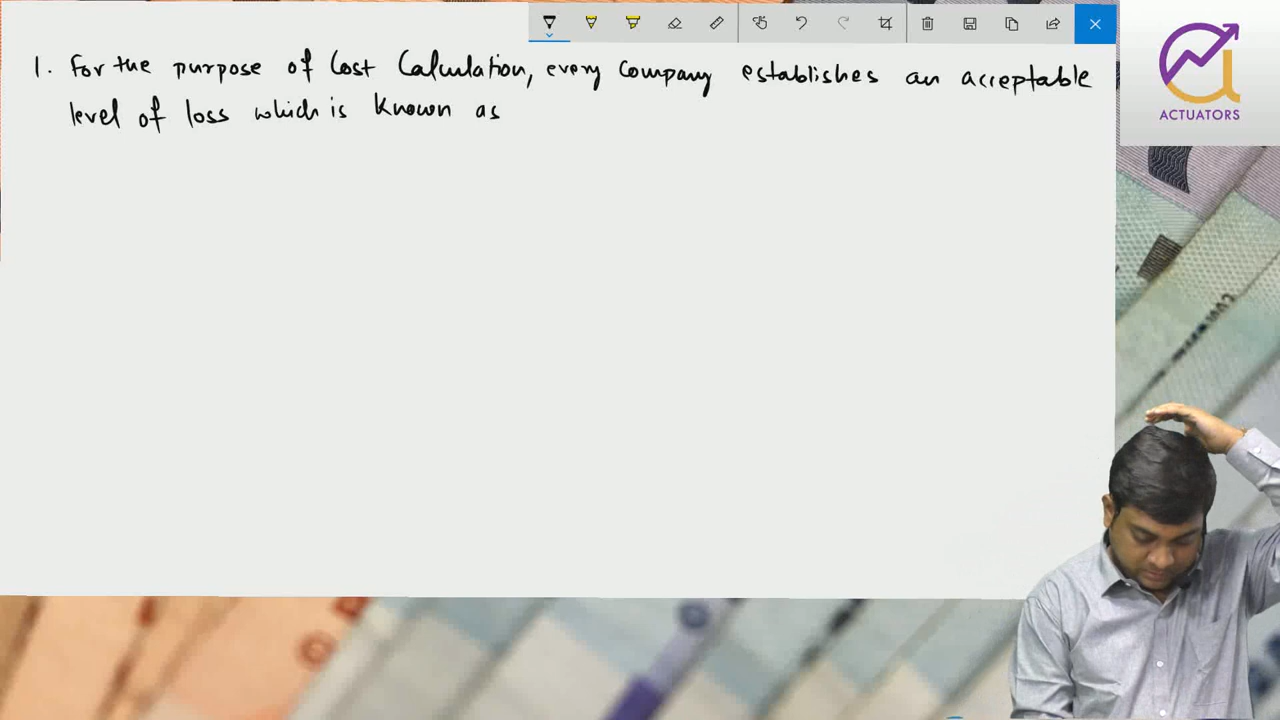 1. For the purpose of Cost Calculation, every Company establishes an acceptable
level of loss which is known as
ACTUATORS